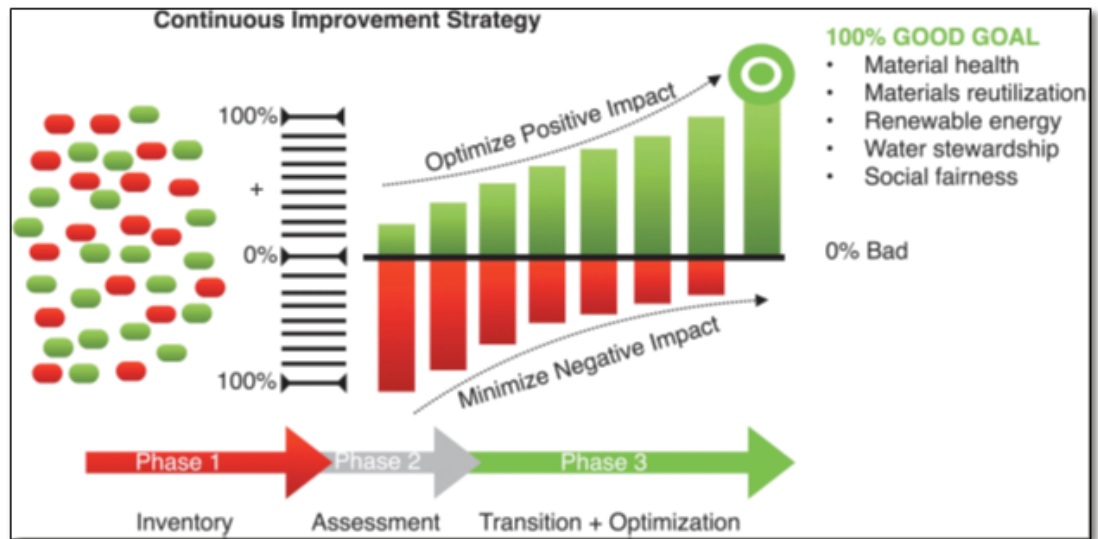 Continuous Improvement Strategy
100% GOOD GOAL
• Material health
• Materials reutilization
• Renewable energy
• Water stewardship
• Social fairness
100%
+
0%
100%
Optimize Positive Impact
0% Bad
Minimize Negative Impact
Phase 1
Phase 2
Phase 3
Inventory
Assessment
Transition + Optimization